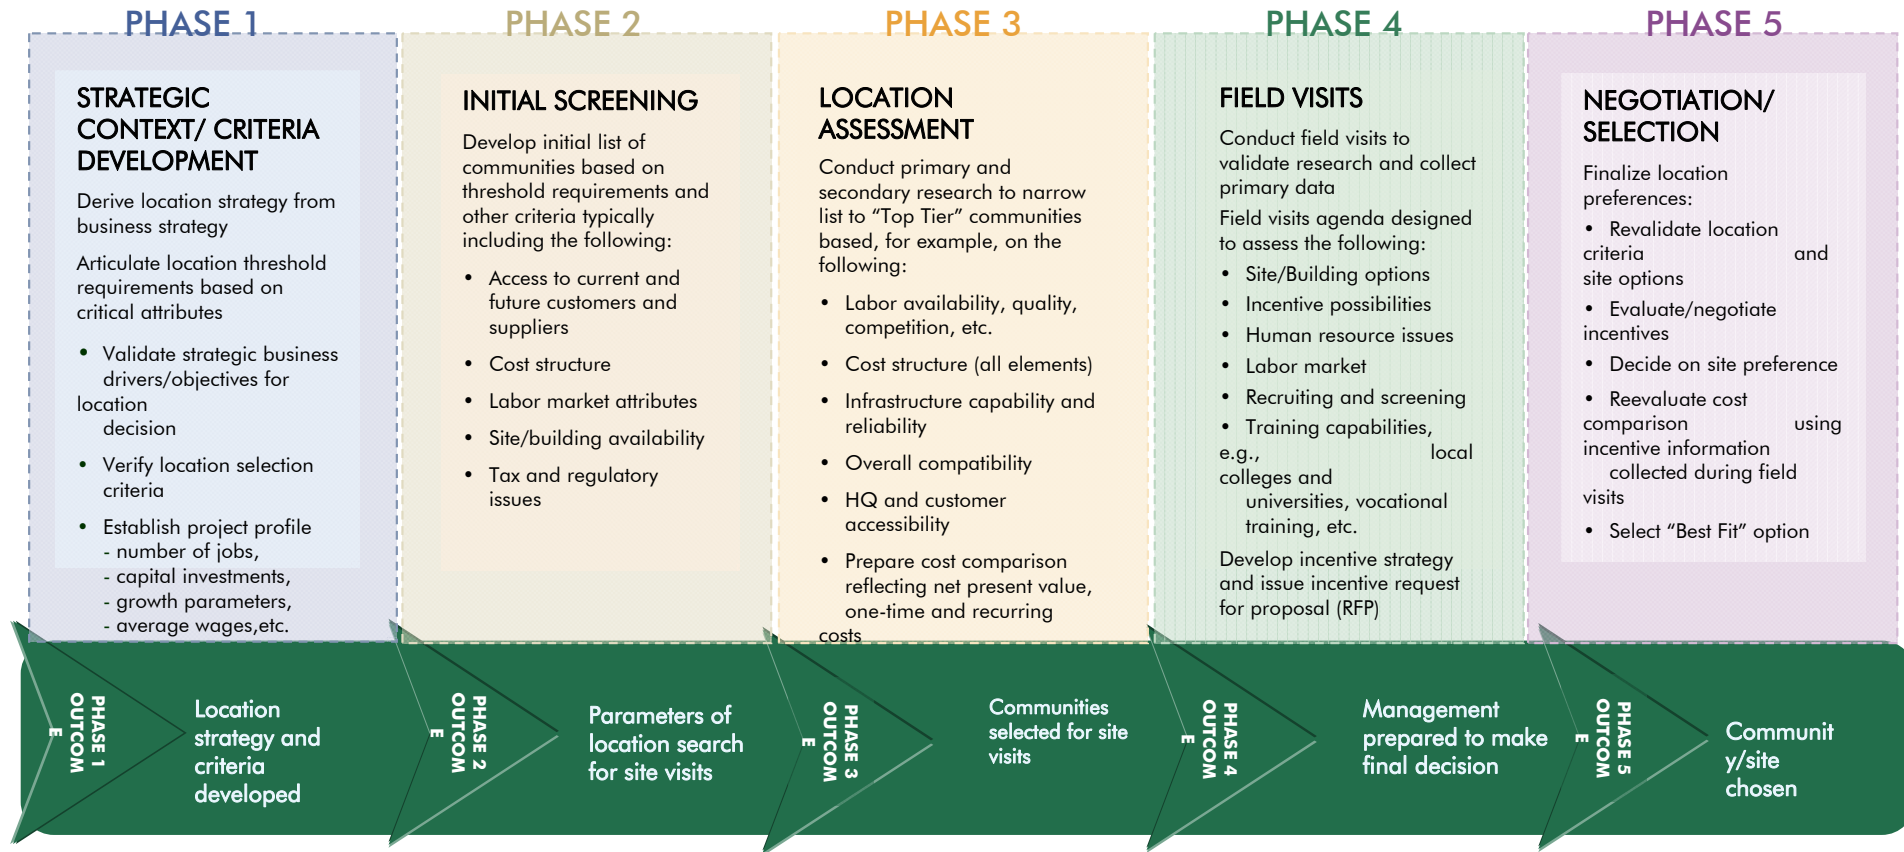 PHASE 1
STRATEGIC
CONTEXT/ CRITERIA
DEVELOPMENT
Derive location strategy from
business strategy
Articulate location threshold
requirements based on
critical attributes
• Validate strategic business
drivers/objectives for
location
decision
• Verify location selection
criteria
• Establish project profile
- number of jobs,
- capital investments,
- growth parameters,
- average wages,etc.
PHASE 2
INITIAL SCREENING
Develop initial list of
communities based on
threshold requirements and
other criteria typically
including the following:
• Access to current and
future customers and
suppliers
• Cost structure
• Labor market attributes
• Site/building availability
• Tax and regulatory
issues
PHASE 3
LOCATION
ASSESSMENT
Conduct primary and
secondary research to narrow
list to “Top Tier” communities
based, for example, on the
following:
• Labor availability, quality,
competition, etc.
• Cost structure (all elements)
• Infrastructure capability and
reliability
• Overall compatibility
• HQ and customer
accessibility
• Prepare cost comparison
reflecting net present value,
one-time and recurring
costs
PHASE 4
FIELD VISITS
Conduct field visits to
validate research and collect
primary data
Field visits agenda designed
to assess the following:
• Site/Building options
• Incentive possibilities
• Human resource issues
• Labor market
• Recruiting and screening
• Training capabilities,
e.g., local
colleges and
universities, vocational
training, etc.
Develop incentive strategy
and issue incentive request
for proposal (RFP)
PHASE 5
NEGOTIATION/
SELECTION
Finalize location
preferences:
• Revalidate location
criteria and
site options
• Evaluate/negotiate
incentives
• Decide on site preference
• Reevaluate cost
comparison using
incentive information
collected during field
visits
• Select “Best Fit” option
PHASE 1
OUTCOM
E
Location
strategy and
criteria
developed
PHASE 2
OUTCOM
E
Parameters of
location search
for site visits
PHASE 3
OUTCOM
E
Communities
selected for site
visits
PHASE 4
OUTCOM
E
Management
prepared to make
final decision
PHASE 5
OUTCOM
E
Communit
y/site
chosen